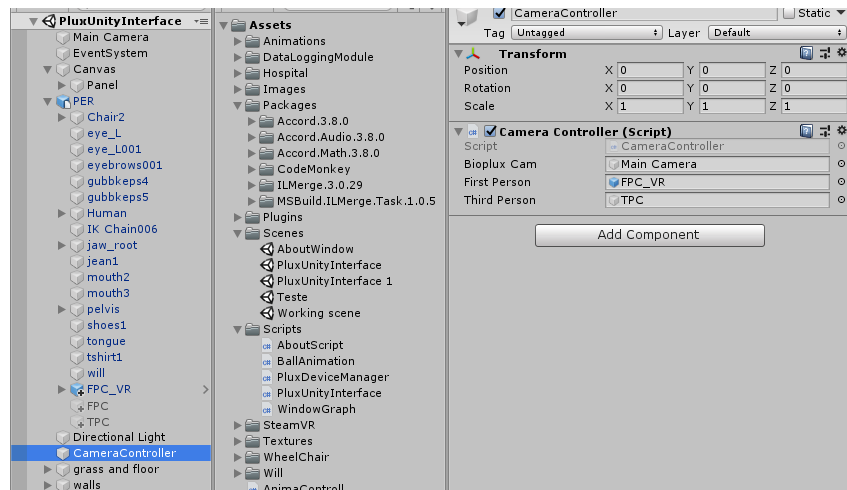 PluxUnityInterface
Main Camera
EventSystem
Canvas
Panel
PER
Chair2
eye_L
eye_L001
eyebrows001
gubbkeps4
gubbkeps5
Human
IK Chain006
jaw_root
jean1
mouth2
mouth3
pelvis
shoes1
tongue
tshirt1
will
FPC_VR
FPC
TPC
Directional Light
CameraController
grass and floor
walls
Assets
Animations
DataLoggingModule
Hospital
Images
Packages
Accord.3.8.0
Accord.Audio.3.8.0
Accord.Math.3.8.0
CodeMonkey
ILMerge.3.0.29
MSBuild.ILMerge.Task.1.0.5
Plugins
Scenes
AboutWindow
PluxUnityInterface
PluxUnityInterface 1
Teste
Working scene
Scripts
AboutScript
BallAnimation
PluxDeviceManager
PluxUnityInterface
WindowGraph
SteamVR
Textures
WheelChair
Will
AnimaControll
CameraController Static
Tag Untagged Layer Default
Transform
Position X 0 Y 0 Z 0
Rotation X 0 Y 0 Z 0
Scale X 1 Y 1 Z 1
Camera Controller (Script)
Script CameraController
Bioplux Cam Main Camera
First Person FPC_VR
Third Person TPC
Add Component